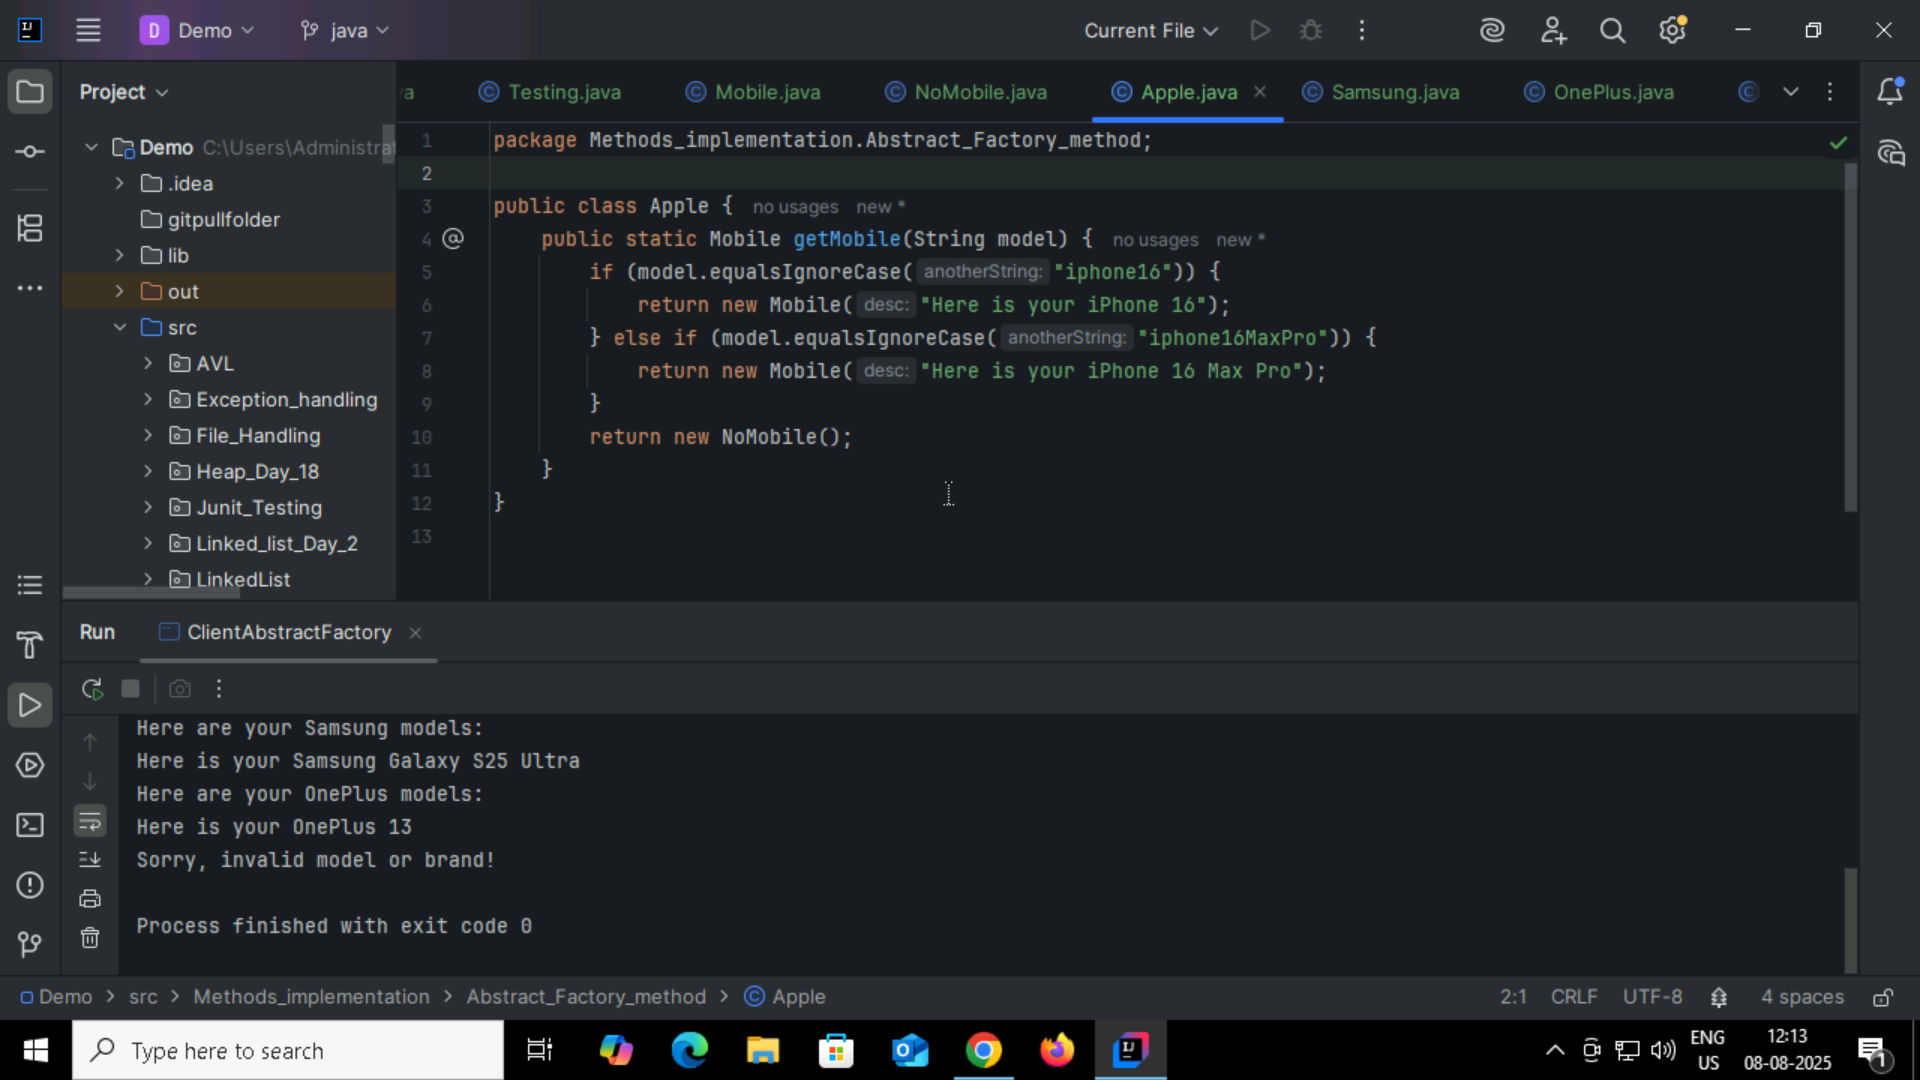 D Demo java Current File
Project
Testing.java Mobile.java NoMobile.java Apple.java Samsung.java OnePlus.java
Demo C:\Users\Administrat
.idea
gitpullfolder
lib
out
src
AVL
Exception_handling
File_Handling
Heap_Day_18
Junit_Testing
Linked_list_Day_2
LinkedList
1 package Methods_implementation.Abstract_Factory_method;
2
3 public class Apple { no usages new *
4 @ public static Mobile getMobile(String model) { no usages new *
5 if (model.equalsIgnoreCase( anotherString: "iphone16")) {
6 return new Mobile( desc: "Here is your iPhone 16");
7 } else if (model.equalsIgnoreCase( anotherString: "iphone16MaxPro")) {
8 return new Mobile( desc: "Here is your iPhone 16 Max Pro");
9 }
10 return new NoMobile();
11 }
12 }
13
Run ClientAbstractFactory
Here are your Samsung models:
Here is your Samsung Galaxy S25 Ultra
Here are your OnePlus models:
Here is your OnePlus 13
Sorry, invalid model or brand!
Process finished with exit code 0
Demo > src > Methods_implementation > Abstract_Factory_method > Apple 2:1 CRLF UTF-8 4 spaces
Type here to search
ENG
US
12:13
08-08-2025
1